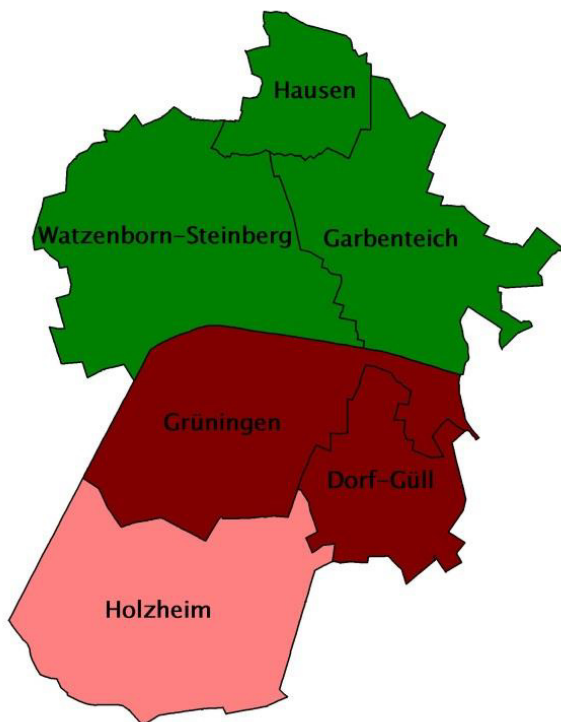 Hausen
Watzenborn-Steinberg
Garbenteich
Grüningen
Dorf-Güll
Holzheim